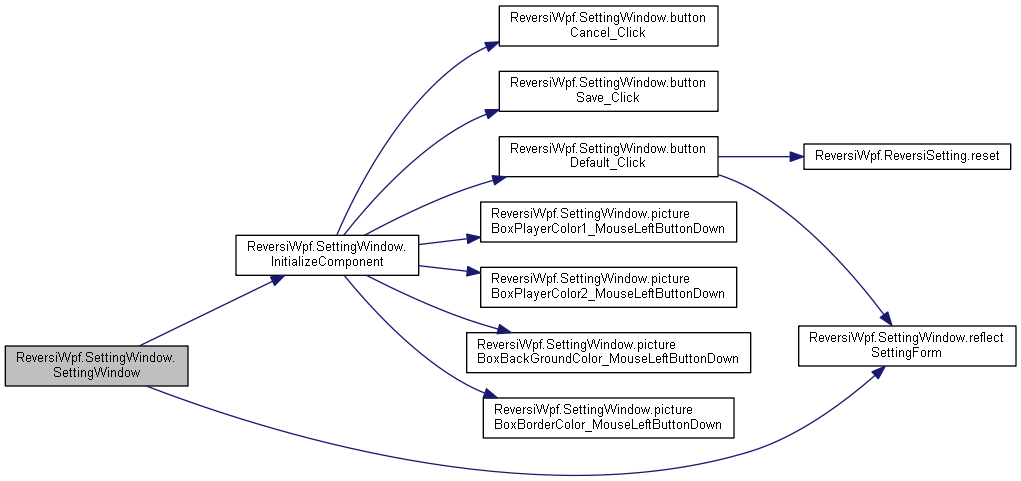 ReversiWpf.SettingWindow.button
Cancel_Click
ReversiWpf.SettingWindow.button
Save_Click
ReversiWpf.SettingWindow.button
Default_Click
ReversiWpf.ReversiSetting.reset
ReversiWpf.SettingWindow.picture
BoxPlayerColor1_MouseLeftButtonDown
ReversiWpf.SettingWindow.
InitializeComponent
ReversiWpf.SettingWindow.picture
BoxPlayerColor2_MouseLeftButtonDown
ReversiWpf.SettingWindow.reflect
SettingForm
ReversiWpf.SettingWindow.picture
BoxBackGroundColor_MouseLeftButtonDown
ReversiWpf.SettingWindow.
SettingWindow
ReversiWpf.SettingWindow.picture
BoxBorderColor_MouseLeftButtonDown